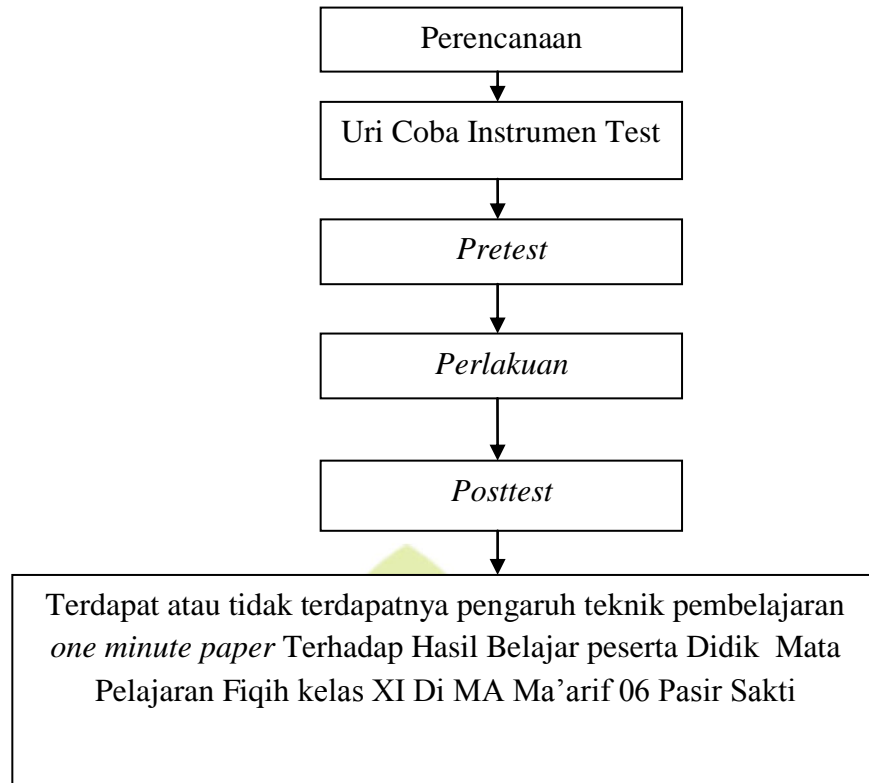 Perencanaan
Uri Coba Instrumen Test
Pretest
Perlakuan
Posttest
Terdapat atau tidak terdapatnya pengaruh teknik pembelajaran
one minute paper Terhadap Hasil Belajar peserta Didik Mata
Pelajaran Fiqih kelas XI Di MA Ma’arif 06 Pasir Sakti